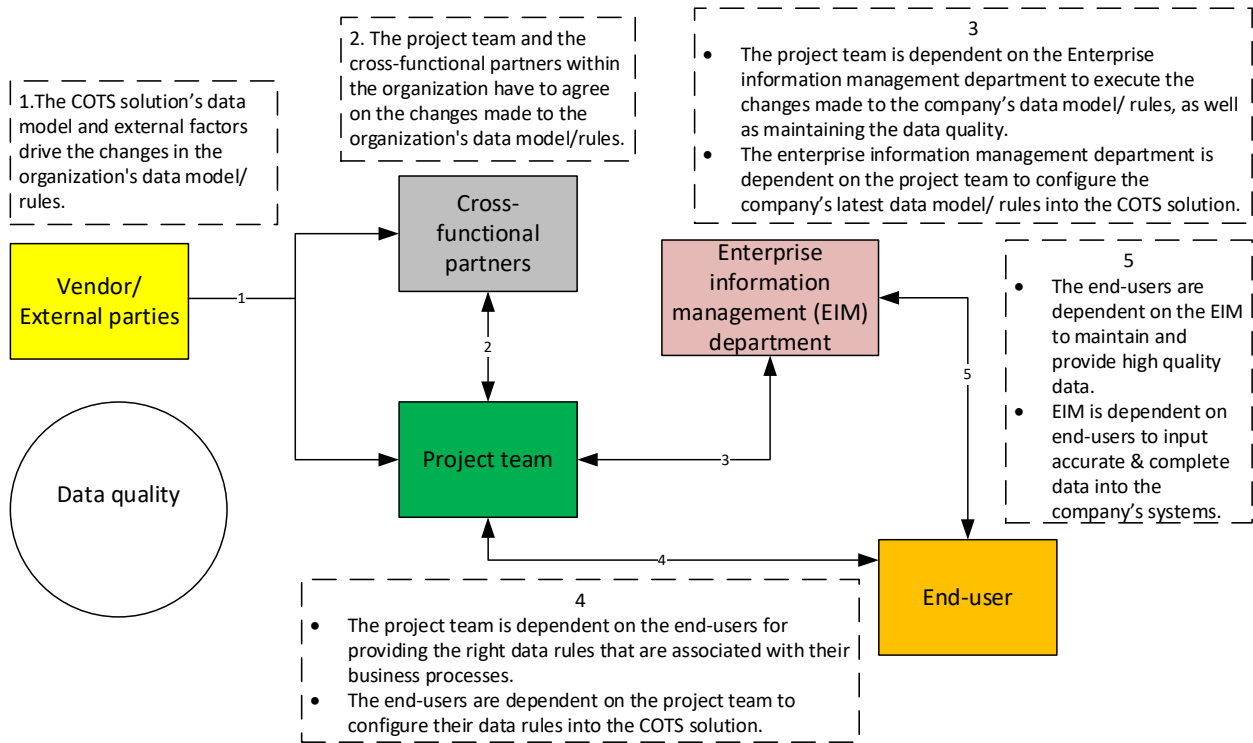 1.The COTS solution's data
model and external factors
drive the changes in the
organization's data model/
rules.
2. The project team and the
cross-functional partners within
the organization have to agree
on the changes made to the
organization's data model/rules.
3
• The project team is dependent on the Enterprise
information management department to execute the
changes made to the company's data model/ rules, as well
as maintaining the data quality.
• The enterprise information management department is
dependent on the project team to configure the
company's latest data model/ rules into the COTS solution.
Vendor/
External parties
1
Cross-
functional
partners
Enterprise
information
management (EIM)
department
5
• The end-users are
dependent on the EIM
to maintain and
provide high quality
data.
• EIM is dependent on
end-users to input
accurate & complete
data into the
company's systems.
2
5
Data quality
Project team
3
4
End-user
4
• The project team is dependent on the end-users for
providing the right data rules that are associated with their
business processes.
• The end-users are dependent on the project team to
configure their data rules into the COTS solution.